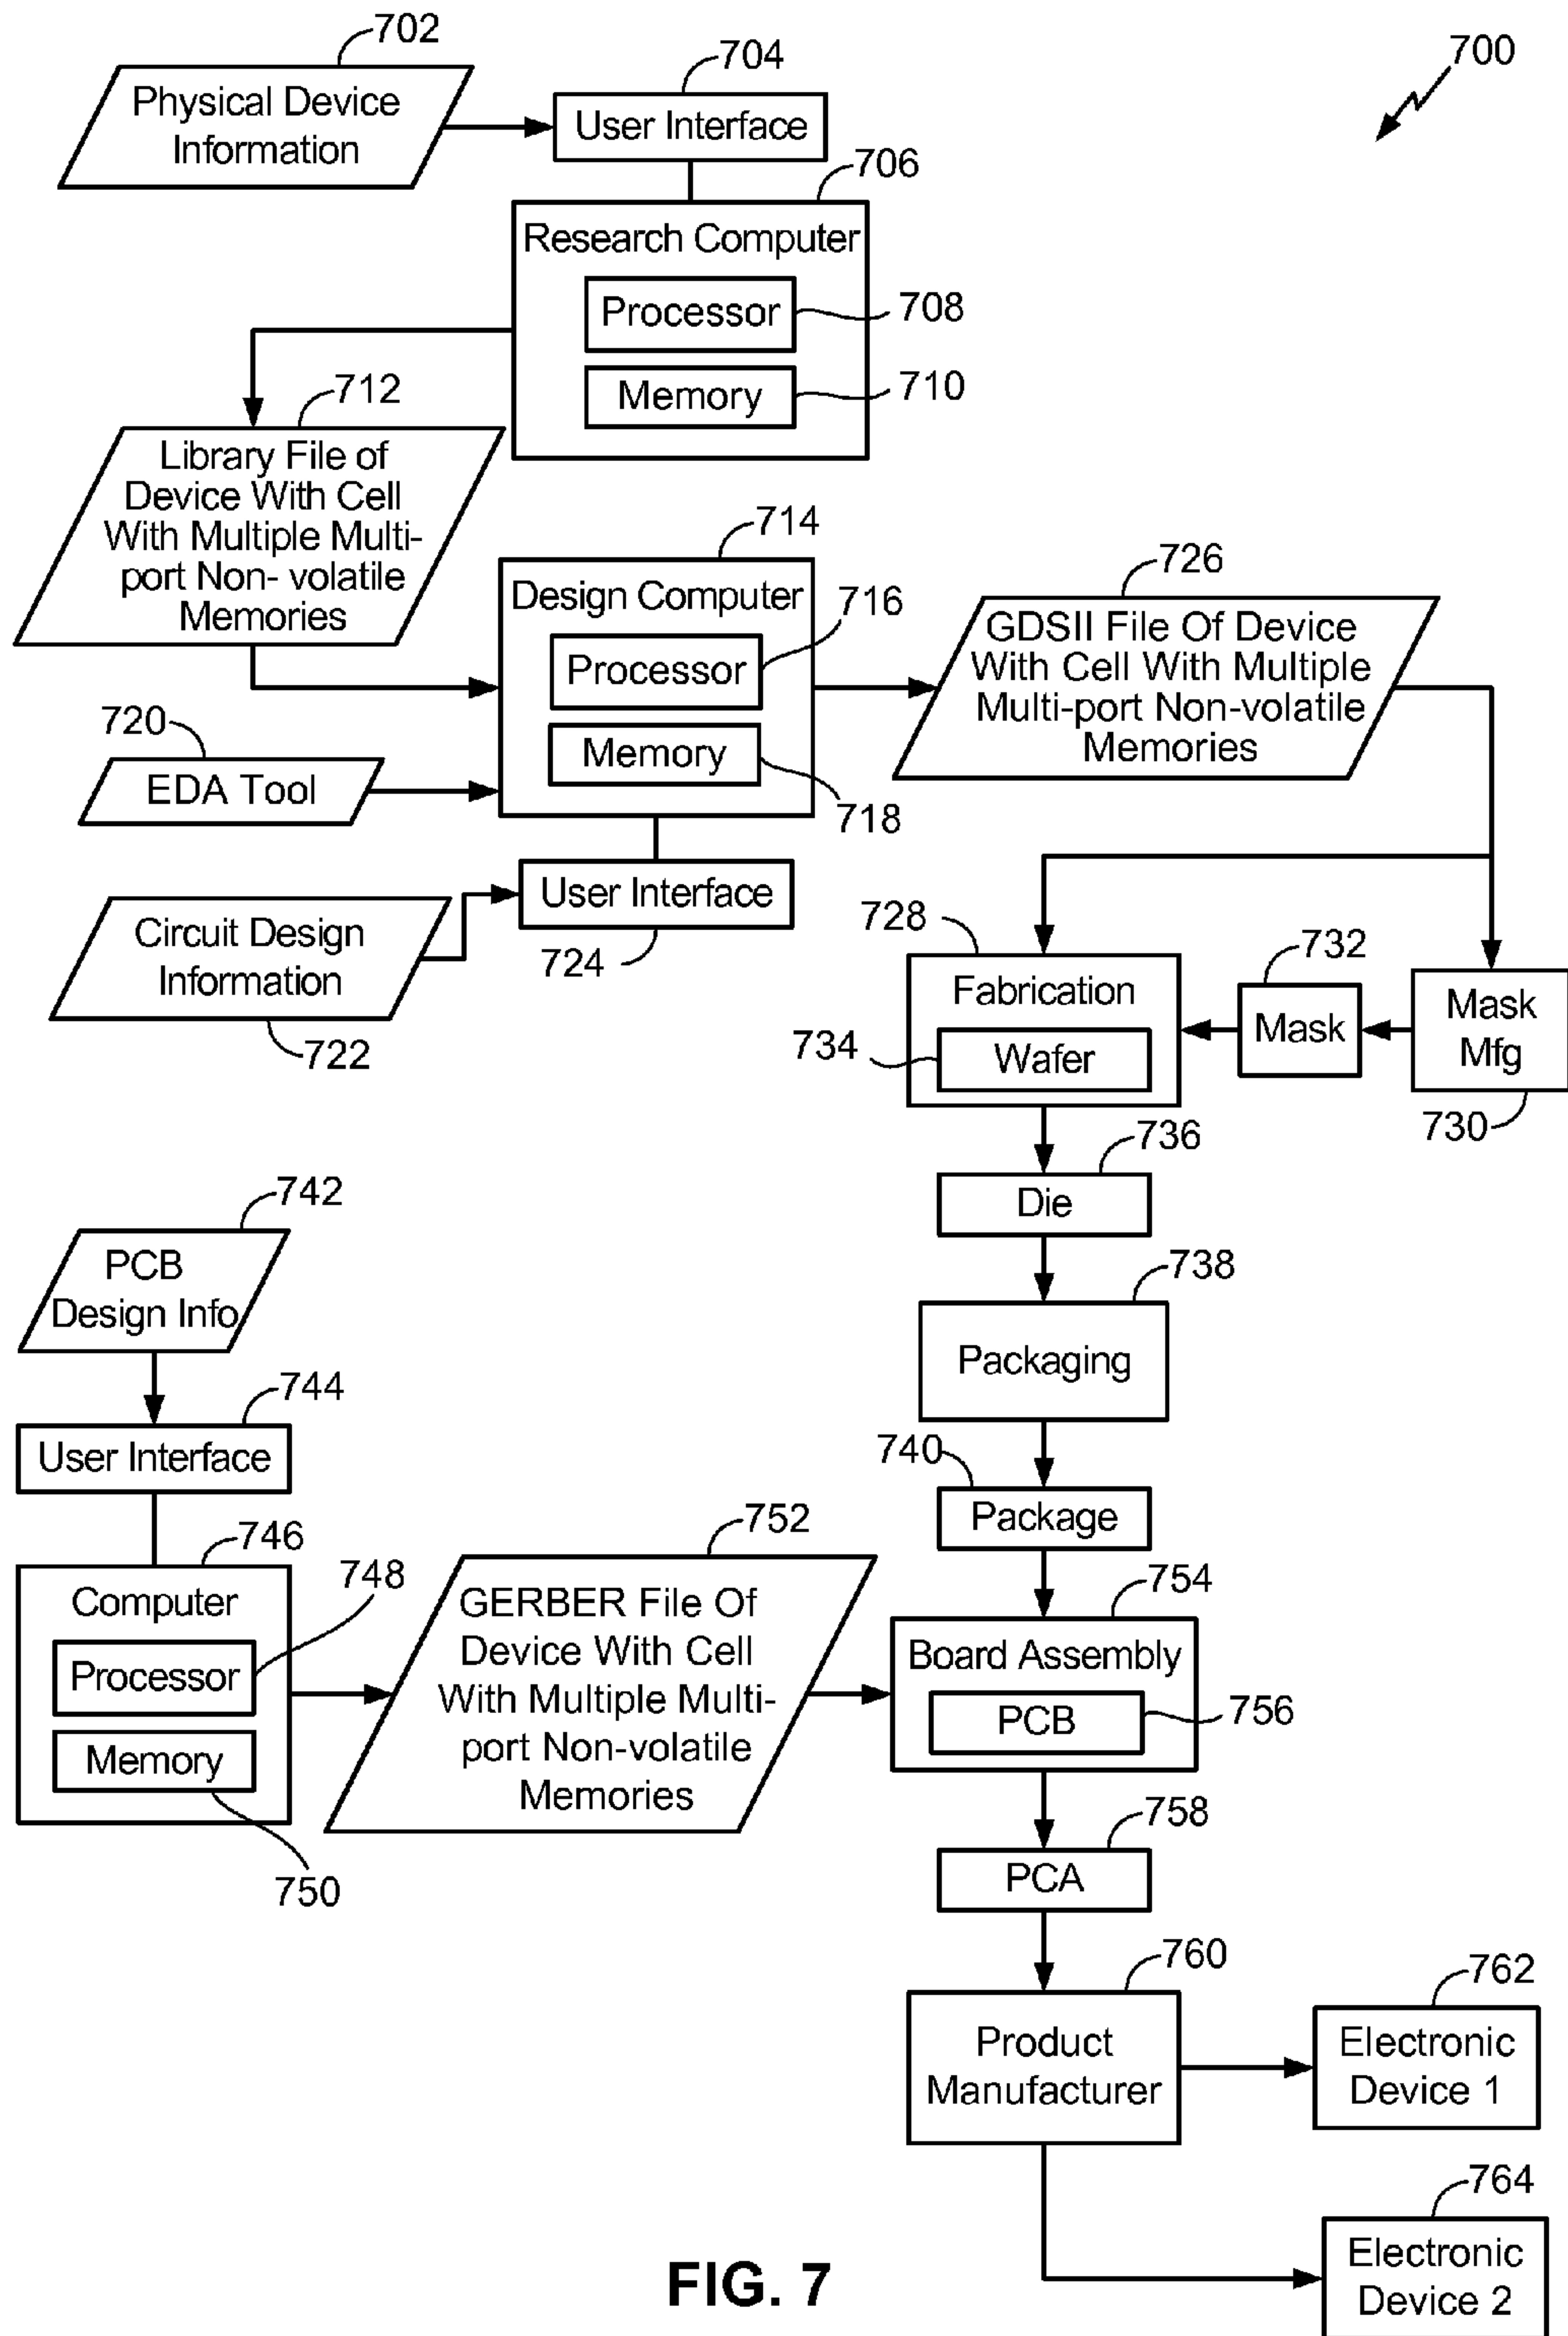 702
Physical Device
Information
704
User Interface
700
706
Research Computer
Processor
708
Memory
710
712
Library File of
Device With Cell
With Multiple Multi-
port Non- volatile
Memories
714
Design Computer
716
Processor
Memory
718
720
EDA Tool
726
GDSII File Of Device
With Cell With Multiple
Multi-port Non-volatile
Memories
User Interface
724
Circuit Design
Information
722
728
Fabrication
734
Wafer
732
Mask
Mask
Mfg
730
736
Die
738
Packaging
740
Package
742
PCB
Design Info
744
User Interface
746
Computer
748
Processor
Memory
750
752
GERBER File Of
Device With Cell
With Multiple Multi-
port Non-volatile
Memories
754
Board Assembly
PCB
756
758
PCA
760
Product
Manufacturer
762
Electronic
Device 1
764
Electronic
Device 2
FIG. 7